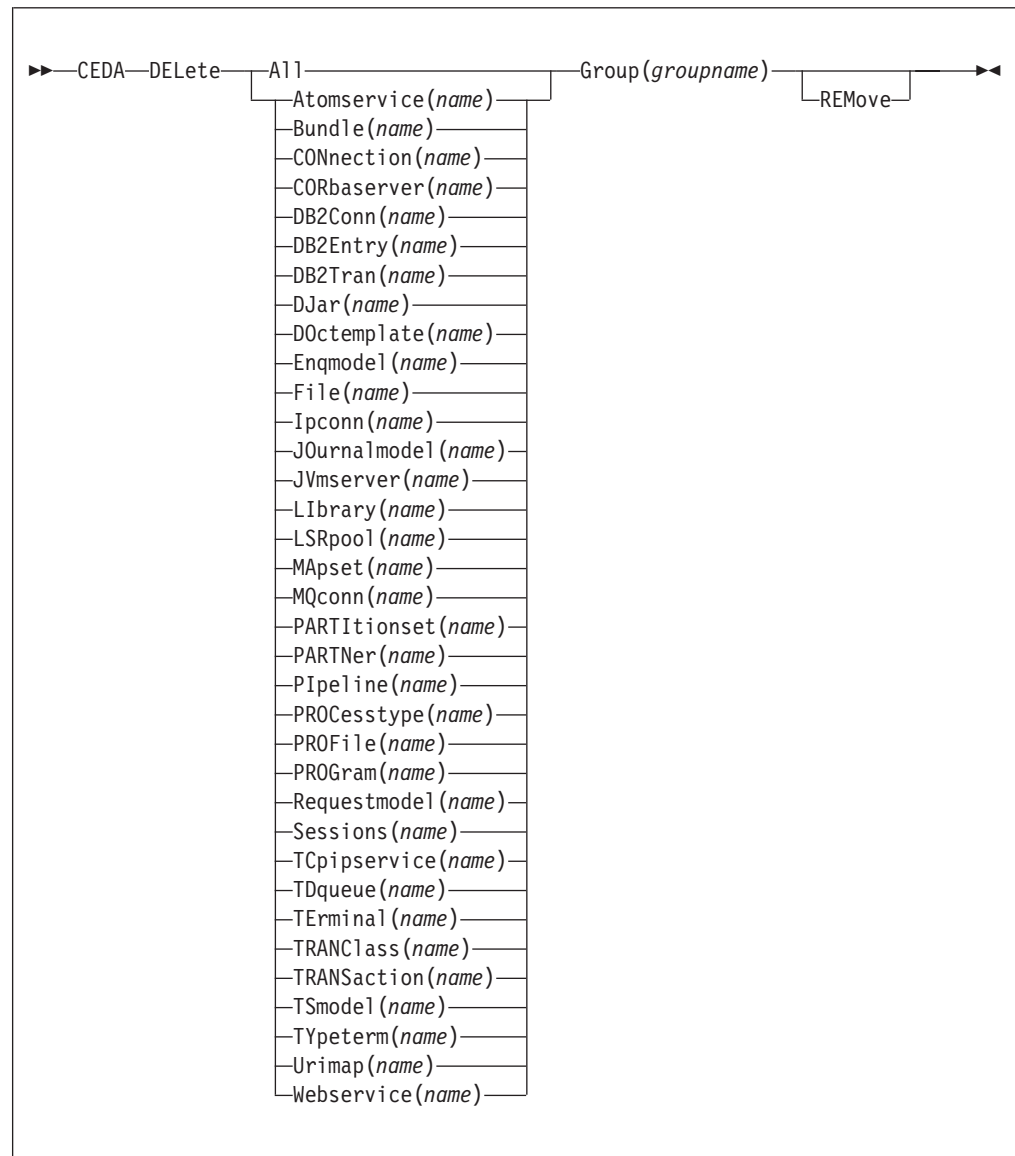 CEDA DELete All Group(groupname)
Atomservice(name) REMove
Bundle(name)
CONnection(name)
CORbaserver(name)
DB2Conn(name)
DB2Entry(name)
DB2Tran(name)
DJar(name)
DOctemplate(name)
Enqmodel(name)
File(name)
Ipconn(name)
JOurnalmodel(name)
JVmserver(name)
LIbrary(name)
LSRpool(name)
MApset(name)
MQconn(name)
PARTItionset(name)
PARTNer(name)
PIpeline(name)
PROCesstype(name)
PROFile(name)
PROGram(name)
Requestmodel(name)
Sessions(name)
TCpipservice(name)
TDqueue(name)
TErminal(name)
TRANClass(name)
TRANSaction(name)
TSmodel(name)
TYpeterm(name)
Urimap(name)
Webservice(name)